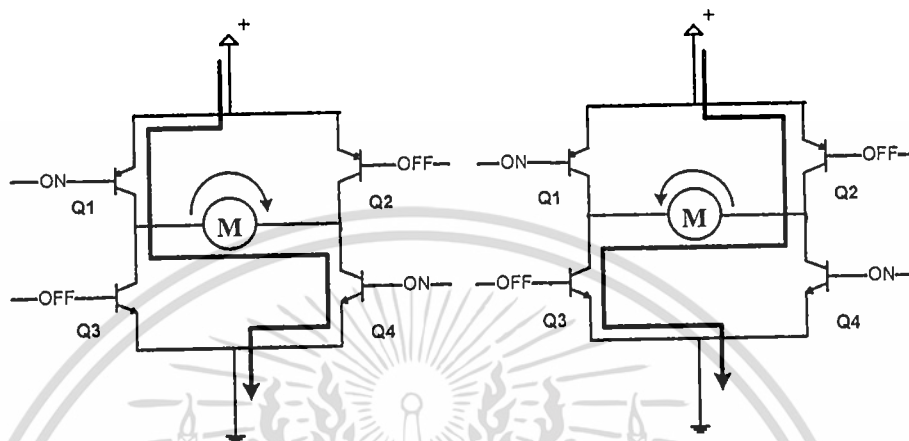 + +
ON OFF ON OFF
Q1 Q2 Q1 Q2
M M
OFF ON OFF ON
Q3 Q4 Q3 Q4